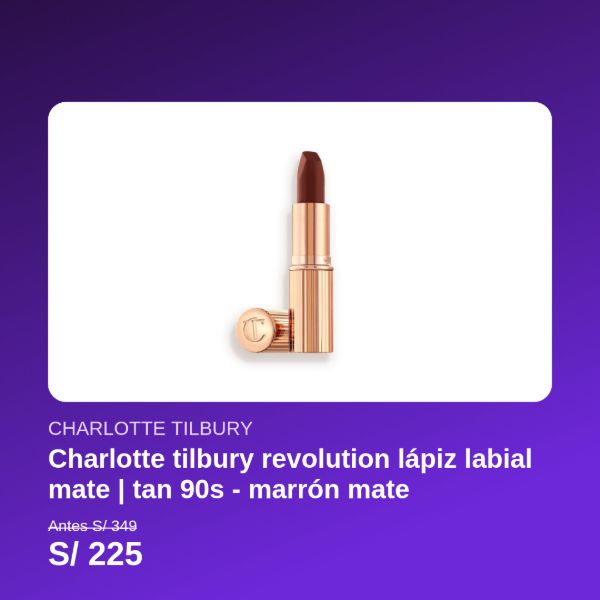 CHARLOTTE TILBURY
Charlotte tilbury revolution lápiz labial
mate | tan 90s - marrón mate
Antes S/ 349
S/ 225